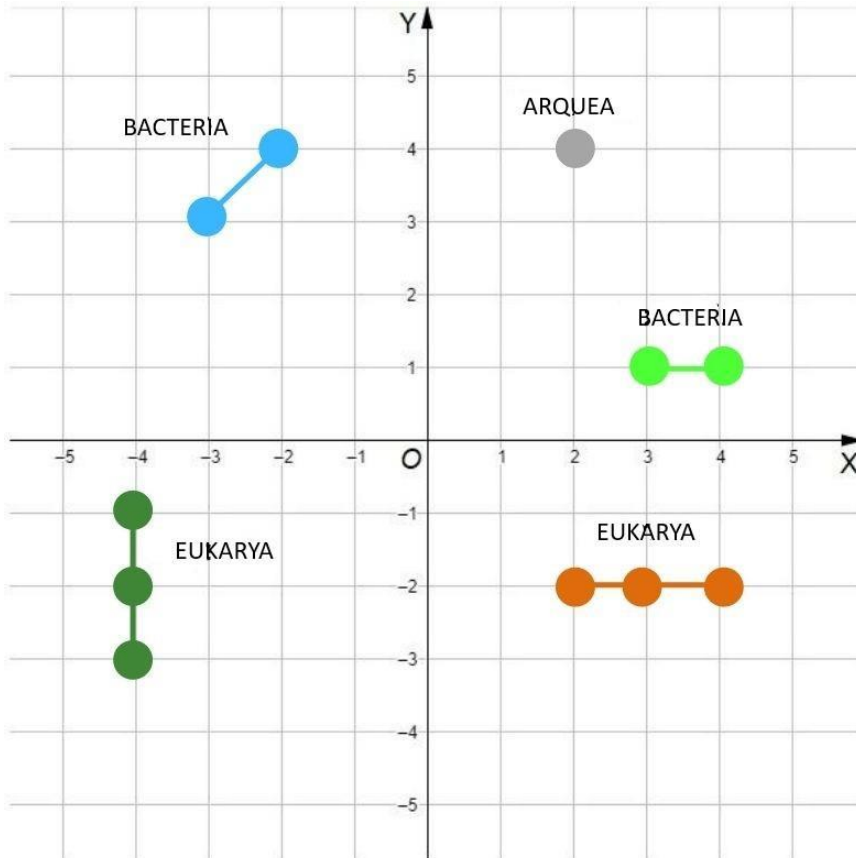 Y
5
ARQUEA
BACTERIA
4
3
2
BACTERIA
1
–5 –4 –3 –2 –1 O 1 2 3 4 5 X
–1
EUKARYA
EUKARYA
–2
–3
–4
–5